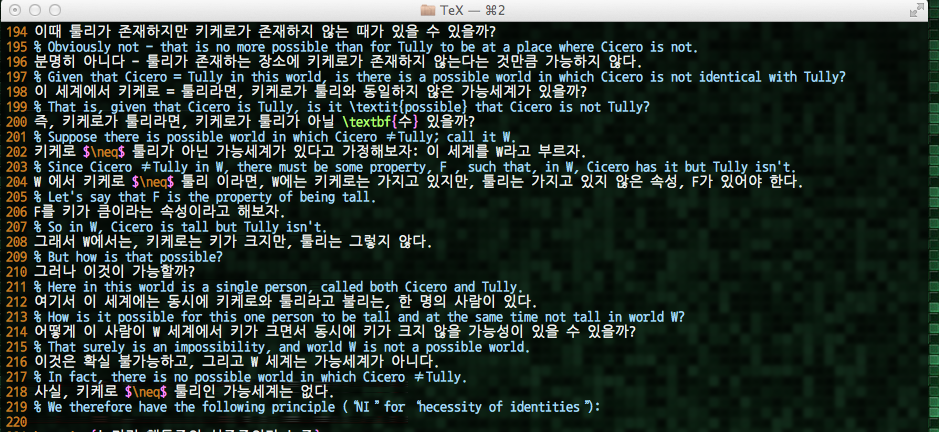 TeX — ⌘2
194 이때 툴리가 존재하지만 키케로가 존재하지 않는 때가 있을 수 있을까?
195 % Obviously not - that is no more possible than for Tully to be at a place where Cicero is not.
196 분명히 아니다 - 툴리가 존재하는 장소에 키케로가 존재하지 않는다는 것만큼 가능하지 않다.
197 % Given that Cicero = Tully in this world, is there is a possible world in which Cicero is not identical with Tully?
198 이 세계에서 키케로 = 툴리라면, 키케로가 툴리와 동일하지 않은 가능세계가 있을까?
199 % That is, given that Cicero is Tully, is it \textit{possible} that Cicero is not Tully?
200 즉, 키케로가 툴리라면, 키케로가 툴리가 아닐 \textbf{수} 있을까?
201 % Suppose there is possible world in which Cicero ≠Tully; call it W.
202 키케로 $\neq$ 툴리가 아닌 가능세계가 있다고 가정해보자: 이 세계를 W라고 부르자.
203 % Since Cicero ≠Tully in W, there must be some property, F , such that, in W, Cicero has it but Tully isn't.
204 W 에서 키케로 $\neq$ 툴리 이라면, W에는 키케로는 가지고 있지만, 툴리는 가지고 있지 않은 속성, F가 있어야 한다.
205 % Let's say that F is the property of being tall.
206 F를 키가 큼이라는 속성이라고 해보자.
207 % So in W, Cicero is tall but Tully isn't.
208 그래서 W에서는, 키케로는 키가 크지만, 툴리는 그렇지 않다.
209 % But how is that possible?
210 그러나 이것이 가능할까?
211 % Here in this world is a single person, called both Cicero and Tully.
212 여기서 이 세계에는 동시에 키케로와 툴리라고 불리는, 한 명의 사람이 있다.
213 % How is it possible for this one person to be tall and at the same time not tall in world W?
214 어떻게 이 사람이 W 세계에서 키가 크면서 동시에 키가 크지 않을 가능성이 있을 수 있을까?
215 % That surely is an impossibility, and world W is not a possible world.
216 이것은 확실 불가능하고, 그리고 W 세계는 가능세계가 아니다.
217 % In fact, there is no possible world in which Cicero ≠Tully.
218 사실, 키케로 $\neq$ 툴리인 가능세계는 없다.
219 % We therefore have the following principle (“NI” for “necessity of identities”):
220